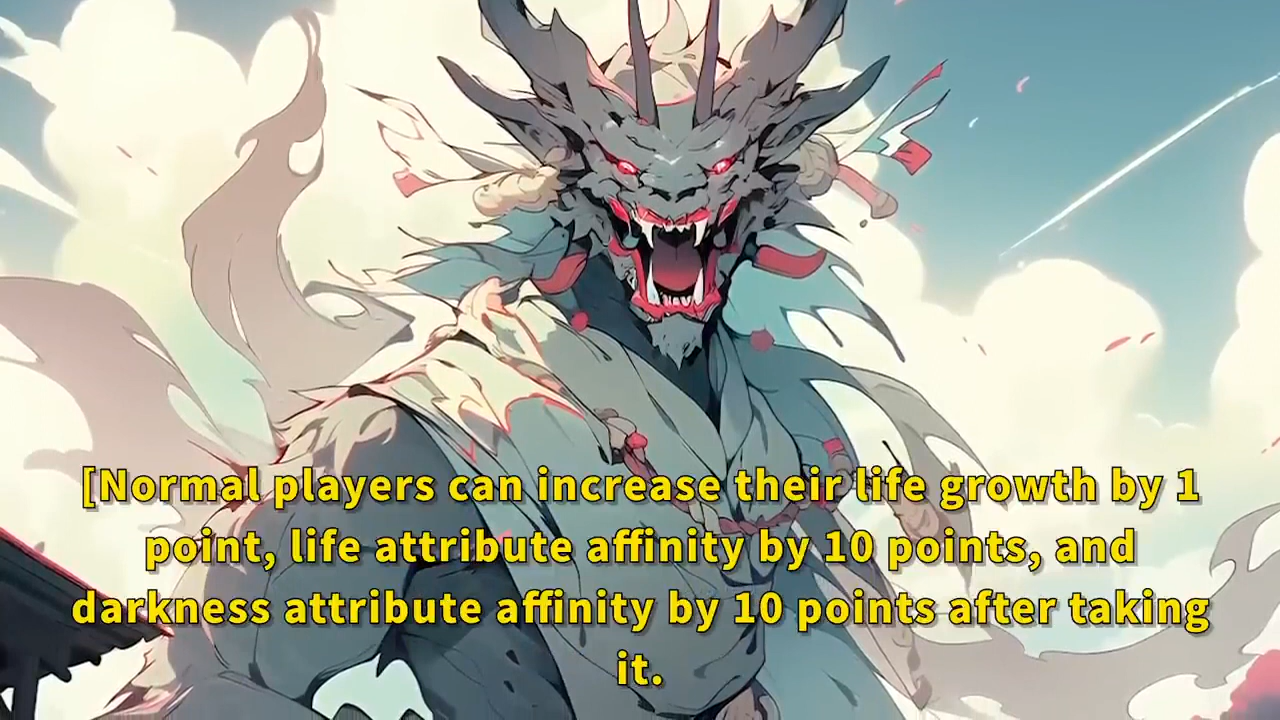 [Normal players can increase their life growth by 1
point, life attribute affinity by 10 points, and
darkness attribute affinity by 10 points after taking
it.